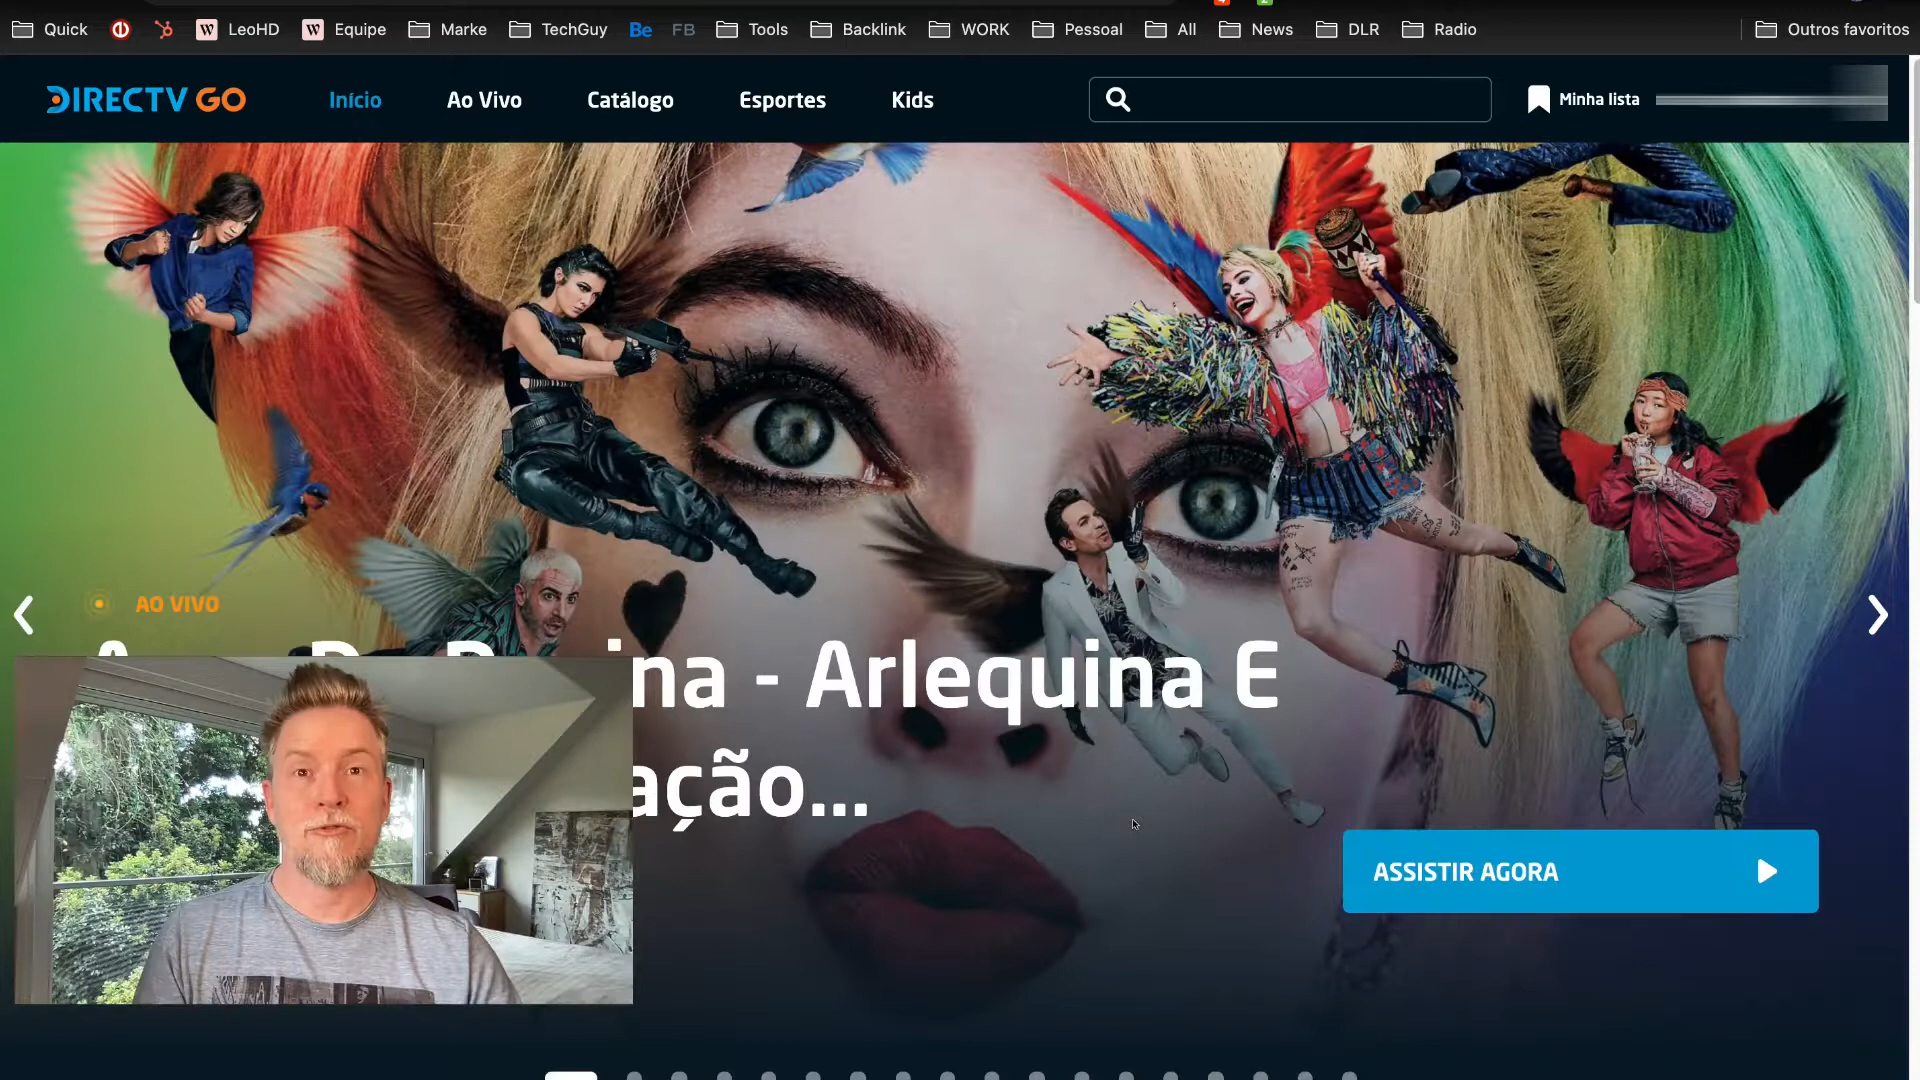 Quick LeoHD Equipe Marke TechGuy Be FB Tools Backlink WORK Pessoal All News DLR Radio Outros favoritos
DIRECTV GO Início Ao Vivo Catálogo Esportes Kids Minha lista
AO VIVO
na - Arlequina E
ação...
ASSISTIR AGORA